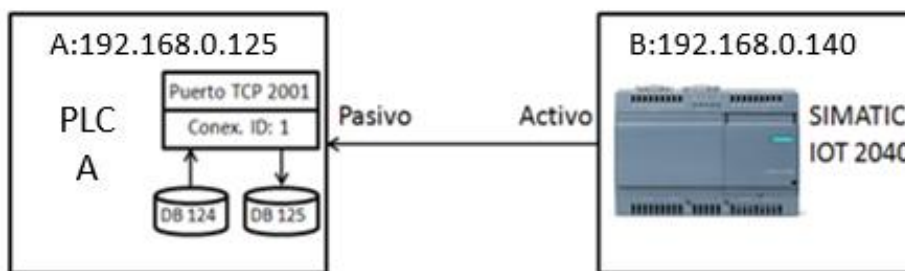 A:192.168.0.125
Puerto TCP 2001
Conex. ID: 1
PLC
A
DB 124
DB 125
Pasivo
Activo
B:192.168.0.140
SIMATIC
IOT 2040